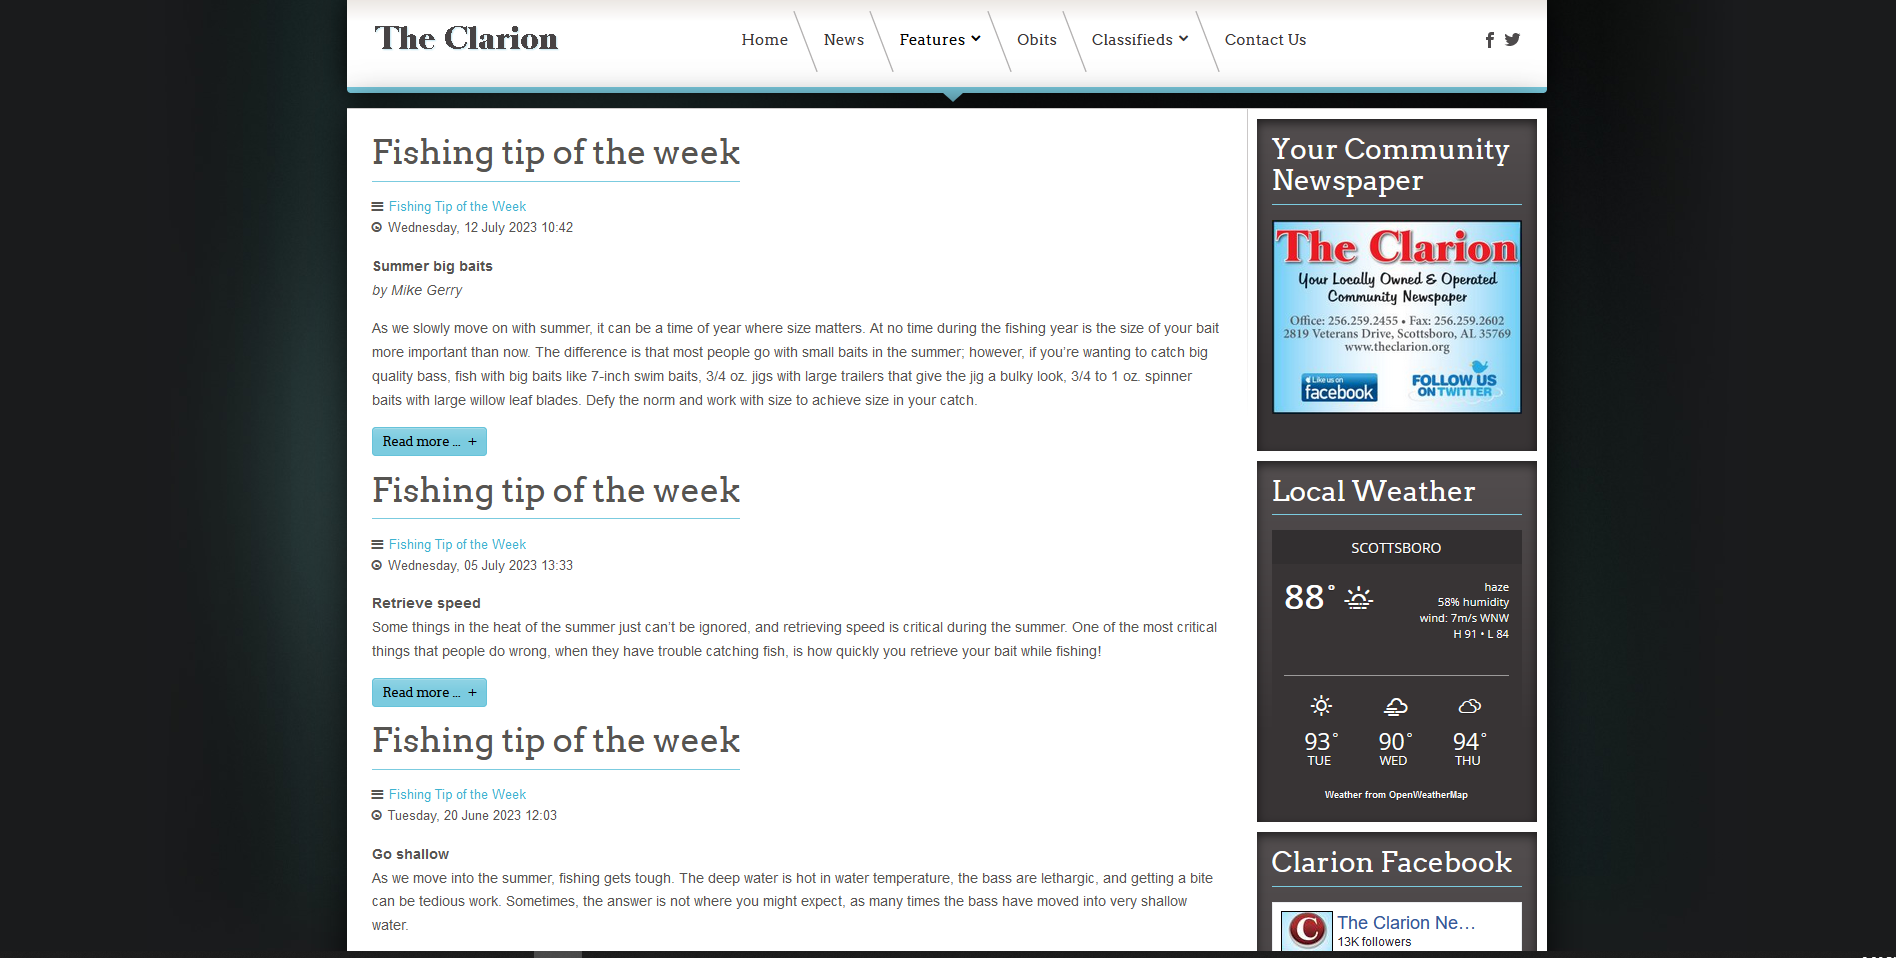 The Clarion
Home
News
Features
Obits
Classifieds
Contact Us
Fishing tip of the week
Fishing Tip of the Week
Wednesday, 12 July 2023 10:42
Summer big baits
by Mike Gerry
As we slowly move on with summer, it can be a time of year where size matters. At no time during the fishing year is the size of your bait
more important than now. The difference is that most people go with small baits in the summer; however, if you’re wanting to catch big
quality bass, fish with big baits like 7-inch swim baits, 3/4 oz. jigs with large trailers that give the jig a bulky look, 3/4 to 1 oz. spinner
baits with large willow leaf blades. Defy the norm and work with size to achieve size in your catch.
Read more ... +
Fishing tip of the week
Fishing Tip of the Week
Wednesday, 05 July 2023 13:33
Retrieve speed
Some things in the heat of the summer just can’t be ignored, and retrieving speed is critical during the summer. One of the most critical
things that people do wrong, when they have trouble catching fish, is how quickly you retrieve your bait while fishing!
Read more ... +
Fishing tip of the week
Fishing Tip of the Week
Tuesday, 20 June 2023 12:03
Go shallow
As we move into the summer, fishing gets tough. The deep water is hot in water temperature, the bass are lethargic, and getting a bite
can be tedious work. Sometimes, the answer is not where you might expect, as many times the bass have moved into very shallow
water.
Your Community
Newspaper
The Clarion
Your Locally Owned & Operated
Community Newspaper
Office: 256.259.2455 • Fax: 256.259.2602
2819 Veterans Drive, Scottsboro, AL 35769
www.theclarion.org
Like us on
facebook
FOLLOW US
ON TWITTER
Local Weather
SCOTTSBORO
88°
haze
58% humidity
wind: 7m/s WNW
H 91 • L 84
93° 90° 94°
TUE WED THU
Weather from OpenWeatherMap
Clarion Facebook
C
The Clarion Ne…
13K followers